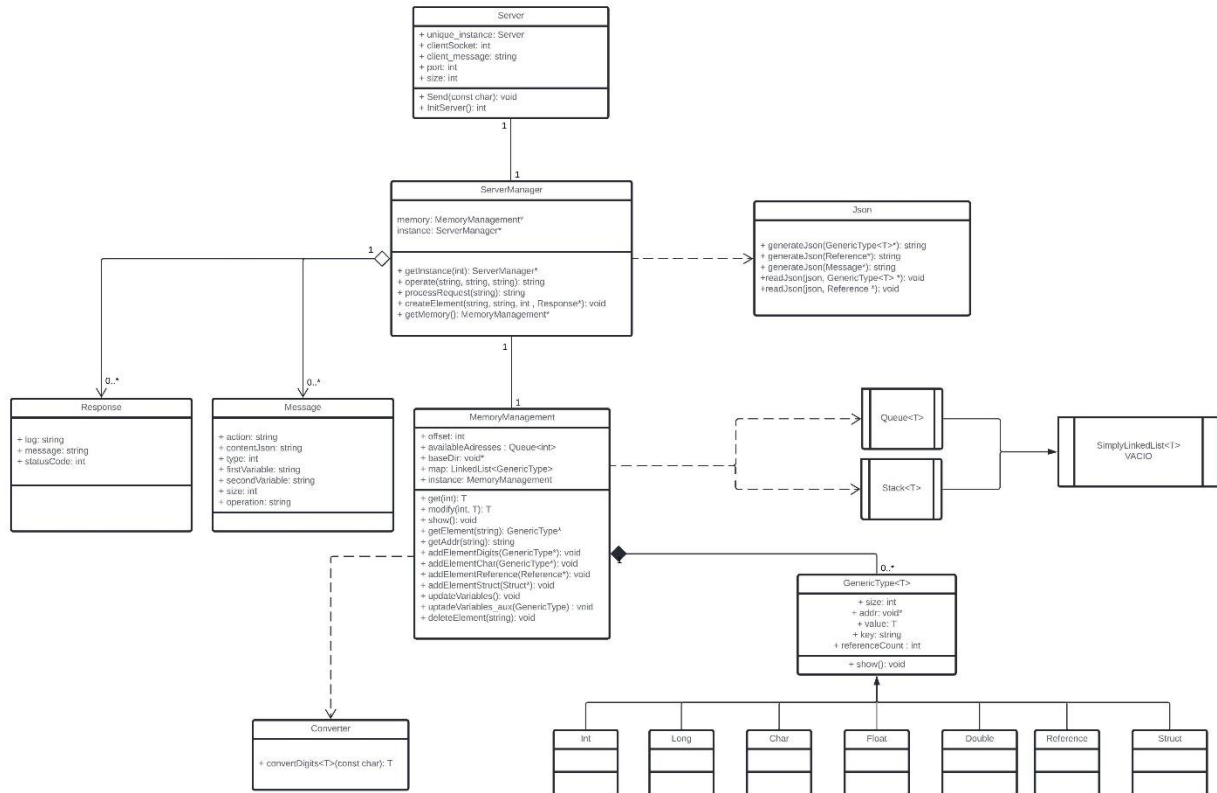 Server
+ unique_instance: Server
+ clientSocket: int
+ client_message: string
+ port: int
+ size: int
+ Send(const char): void
+ InitServer(): int
1
1
ServerManager
memory: MemoryManagement*
instance: ServerManager*
+ getInstance(int): ServerManager*
+ operate(string, string, string): string
+ processRequest(string): string
+ createElement(string, string, int , Response*): void
+ getMemory(): MemoryManagement*
Json
+ generateJson(GenericType<T>*): string
+ generateJson(Reference*): string
+ generateJson(Message*): string
+readJson(json, GenericType<T> *): void
+readJson(json, Reference *): void
1
0..*
0..*
1
1
Response
+ log: string
+ message: string
+ statusCode: int
Message
+ action: string
+ contentJson: string
+ type: int
+ firstVariable: string
+ secondVariable: string
+ size: int
+ operation: string
MemoryManagement
+ offset: int
+ availableAdresses : Queue<int>
+ baseDir: void*
+ map: LinkedList<GenericType>
+ instance: MemoryManagement
+ get(int): T
+ modify(int, T): T
+ show(): void
+ getElement(string): GenericType*
+ getAddr(string): string
+ addElementDigits(GenericType*): void
+ addElementChar(GenericType*): void
+ addElementReference(Reference*): void
+ addElementStruct(Struct*): void
+ updateVariables(): void
+ uptadeVariables_aux(GenericType) : void
+ deleteElement(string): void
Queue<T>
Stack<T>
SimplyLinkedList<T>
VACIO
1
0..*
GenericType<T>
+ size: int
+ addr: void*
+ value: T
+ key: string
+ referenceCount : int
+ show(): void
Converter
+ convertDigits<T>(const char): T
Int
Long
Char
Float
Double
Reference
Struct